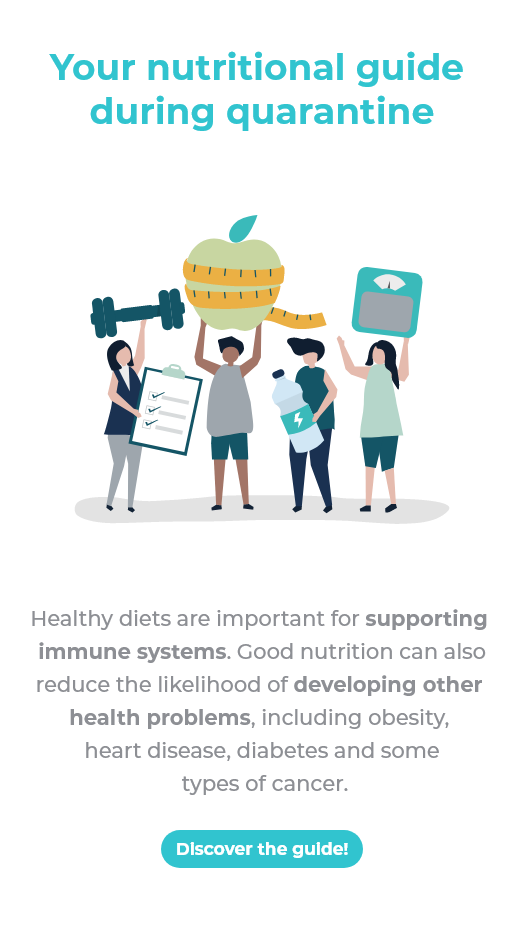 Your nutritional guide
during quarantine
Healthy diets are important for supporting
immune systems. Good nutrition can also
reduce the likelihood of developing other
health problems, including obesity,
heart disease, diabetes and some
types of cancer.
Discover the guide!